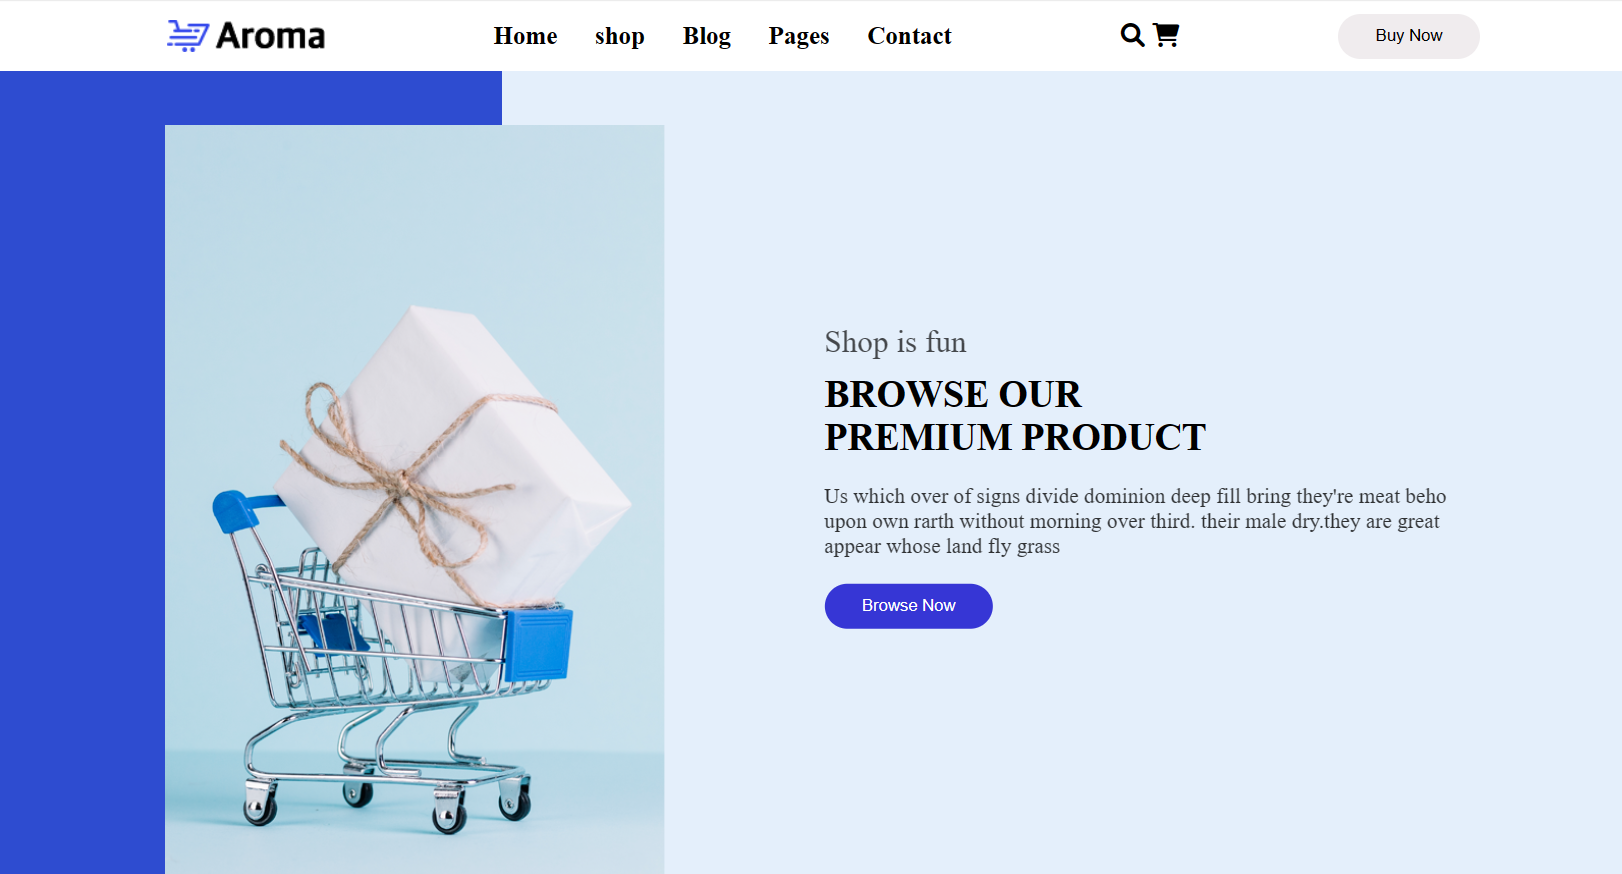 Aroma
Home shop Blog Pages Contact
Buy Now
Shop is fun
BROWSE OUR
PREMIUM PRODUCT
Us which over of signs divide dominion deep fill bring they're meat beho
upon own rarth without morning over third. their male dry.they are great
appear whose land fly grass
Browse Now